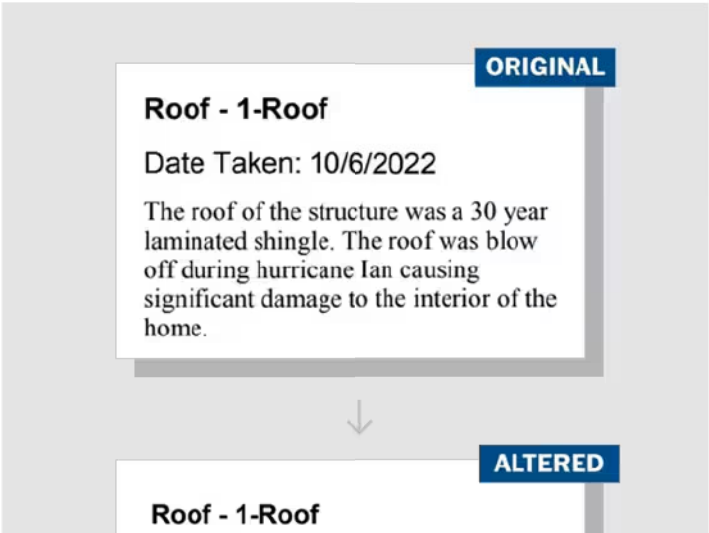 ORIGINAL
Roof - 1-Roof
Date Taken: 10/6/2022
The roof of the structure was a 30 year
laminated shingle. The roof was blow
off during hurricane Ian causing
significant damage to the interior of the
home.
ALTERED
Roof - 1-Roof